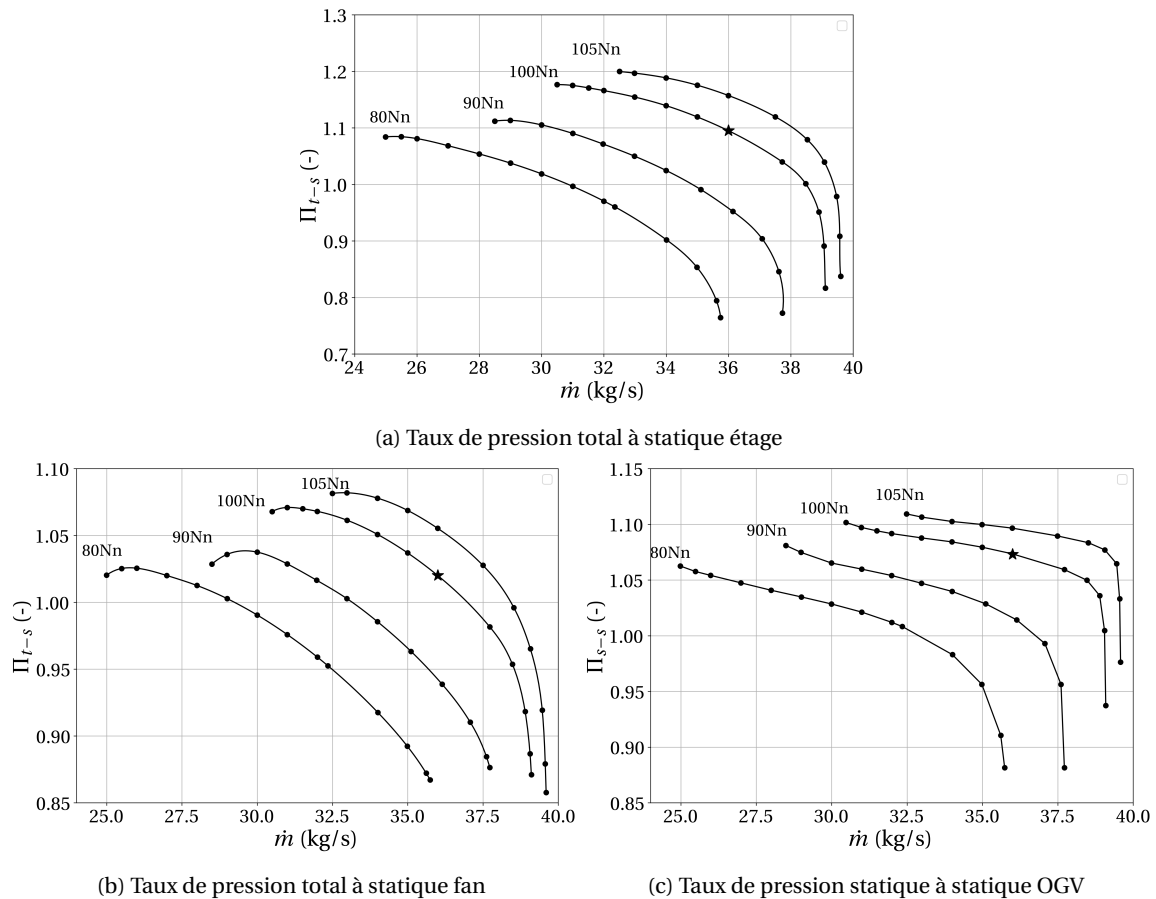 1.3
1.2
1.1
1.0
0.9
0.8
0.7
Π_{t−s} (-)
105Nn
100Nn
90Nn
80Nn
24 26 28 30 32 34 36 38 40
ṁ (kg/s)
(a) Taux de pression total à statique étage
1.10
1.05
1.00
0.95
0.90
0.85
Π_{t−s} (-)
105Nn
100Nn
90Nn
80Nn
25.0 27.5 30.0 32.5 35.0 37.5 40.0
ṁ (kg/s)
(b) Taux de pression total à statique fan
1.15
1.10
1.05
1.00
0.95
0.90
0.85
Π_{s−s} (-)
105Nn
100Nn
90Nn
80Nn
25.0 27.5 30.0 32.5 35.0 37.5 40.0
ṁ (kg/s)
(c) Taux de pression statique à statique OGV